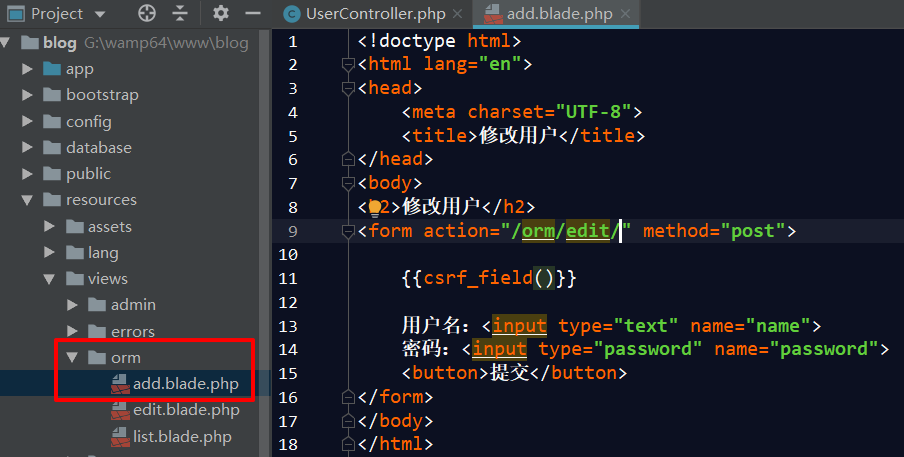 Project
UserController.php
add.blade.php
blog G:\wamp64\www\blog
app
bootstrap
config
database
public
resources
assets
lang
views
admin
errors
orm
add.blade.php
edit.blade.php
list.blade.php
1 <!doctype html>
2 <html lang="en">
3 <head>
4 <meta charset="UTF-8">
5 <title>修改用户</title>
6 </head>
7 <body>
8 <h2>修改用户</h2>
9 <form action="/orm/edit/" method="post">
10
11 {{csrf_field()}}
12
13 用户名：<input type="text" name="name">
14 密码：<input type="password" name="password">
15 <button>提交</button>
16 </form>
17 </body>
18 </html>